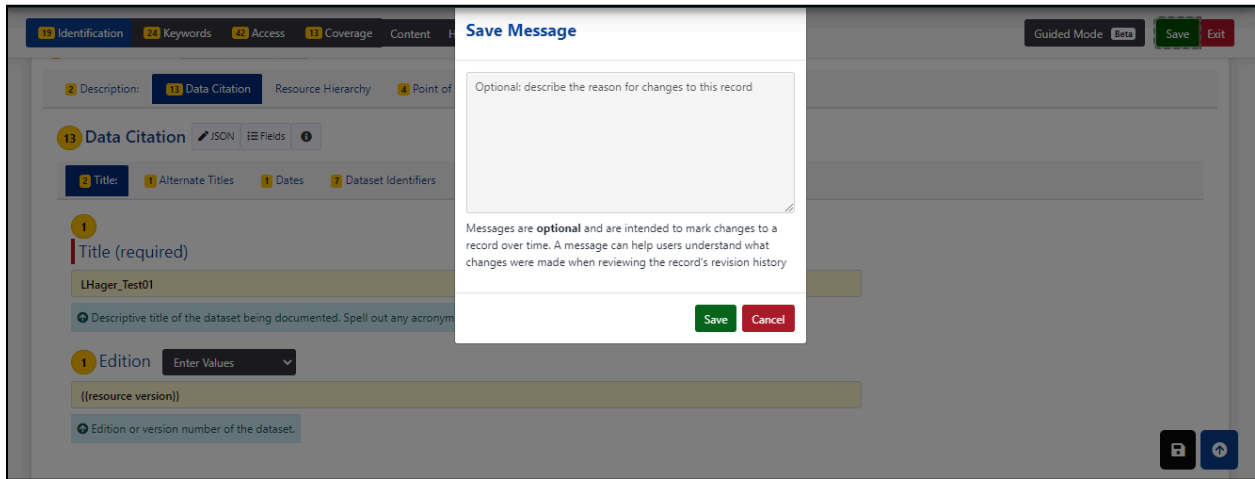 19 Identification 24 Keywords 42 Access 13 Coverage Content H
Guided Mode Beta Save Exit
2 Description: 13 Data Citation Resource Hierarchy 4 Point of
13 Data Citation JSON Fields
2 Title: 1 Alternate Titles 1 Dates 7 Dataset Identifiers
1
Title (required)
LHager_Test01
Descriptive title of the dataset being documented. Spell out any acronym
1 Edition Enter Values
{{resource version}}
Edition or version number of the dataset.
Save Message
Optional: describe the reason for changes to this record
Messages are optional and are intended to mark changes to a
record over time. A message can help users understand what
changes were made when reviewing the record's revision history
Save Cancel